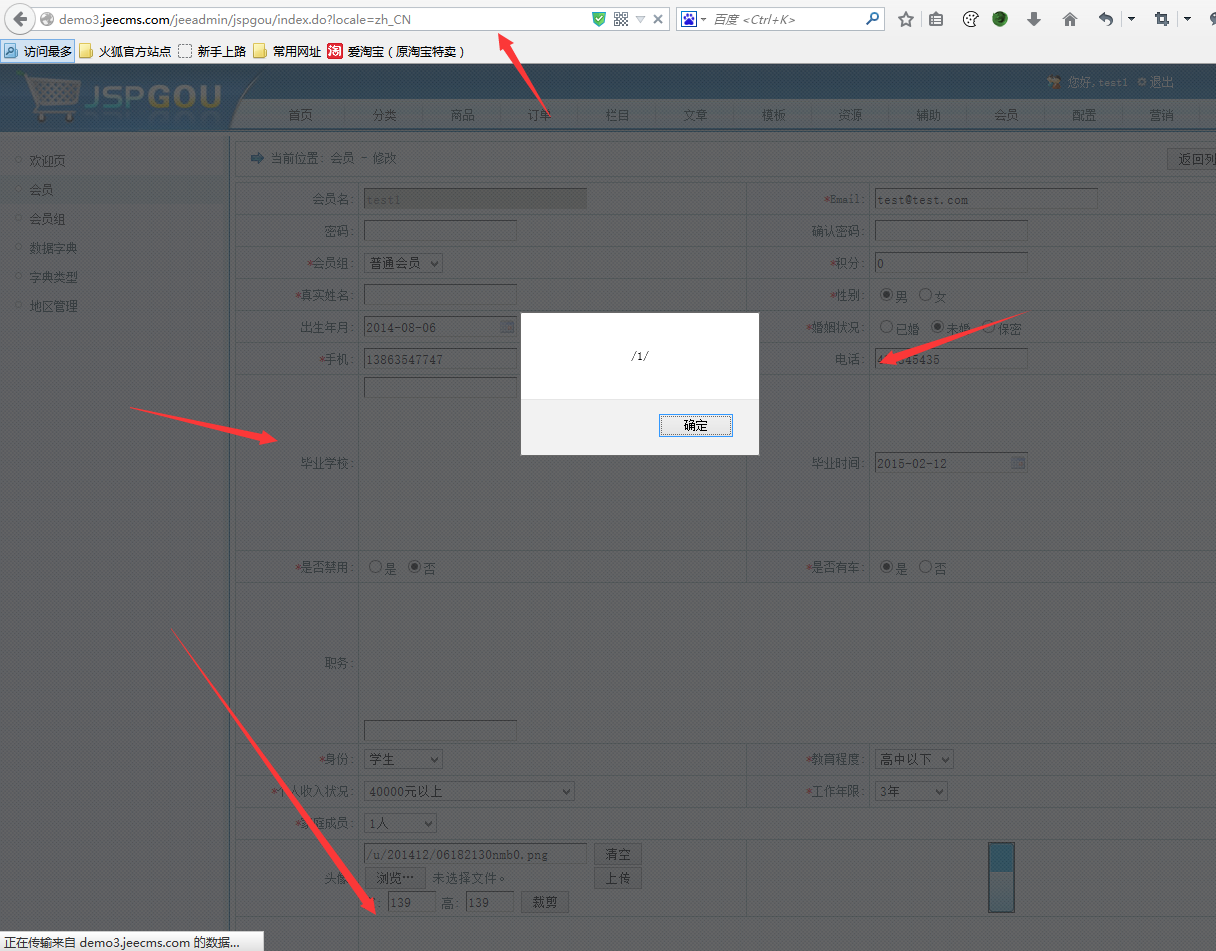 demo3.jeecms.com/jeeadmin/jspgou/index.do?locale=zh_CN 百度 <Ctrl+K>
访问最多 火狐官方站点 新手上路 常用网址 淘 爱淘宝（原淘宝特卖）
JSPGOU 您好,test1 退出
首页 分类 商品 订单 栏目 文章 模板 资源 辅助 会员 配置 营销
欢迎页
会员
会员组
数据字典
字典类型
地区管理
当前位置: 会员 - 修改 返回列
会员名: test1 *Email: test@test.com
密码: 确认密码:
*会员组: 普通会员 *积分: 0
*真实姓名: *性别: 男 女
出生年月: 2014-08-06 *婚姻状况: 已婚 未婚 保密
/1/
确定
*手机: 13863547747 电话:
毕业学校: 毕业时间: 2015-02-12
*是否禁用: 是 否 *是否有车: 是 否
职务:
*身份: 学生 *教育程度: 高中以下
*个人收入状况: 40000元以上 *工作年限: 3年
*家庭成员: 1人
/u/201412/06182130nmb0.png 清空
头像 浏览… 未选择文件。 上传
139 高: 139 裁剪
正在传输来自 demo3.jeecms.com 的数据...